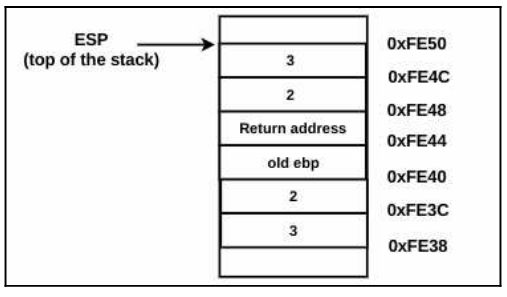 ESP
(top of the stack)
0xFE50
3
0xFE4C
2
0xFE48
Return address
0xFE44
old ebp
0xFE40
2
0xFE3C
3
0xFE38